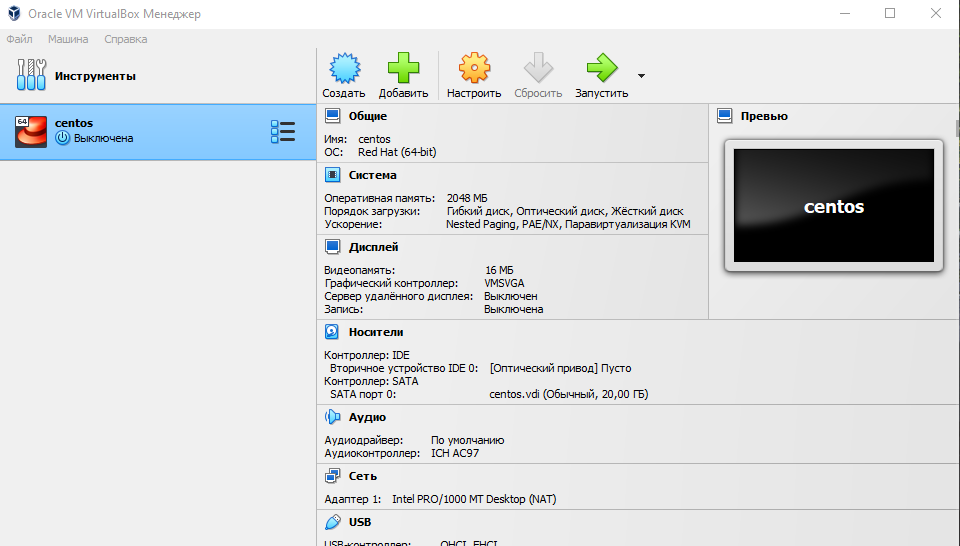 Oracle VM VirtualBox Менеджер
Файл Машина Справка
Инструменты
Создать Добавить Настроить Сбросить Запустить
64
centos
Выключена
Общие
Имя: centos
ОС: Red Hat (64-bit)
Превью
centos
Система
Оперативная память: 2048 МБ
Порядок загрузки: Гибкий диск, Оптический диск, Жёсткий диск
Ускорение: Nested Paging, PAE/NX, Паравиртуализация KVM
Дисплей
Видеопамять: 16 МБ
Графический контроллер: VMSVGA
Сервер удалённого дисплея: Выключен
Запись: Выключена
Носители
Контроллер: IDE
Вторичное устройство IDE 0: [Оптический привод] Пусто
Контроллер: SATA
SATA порт 0: centos.vdi (Обычный, 20,00 ГБ)
Аудио
Аудиодрайвер: По умолчанию
Аудиоконтроллер: ICH AC97
Сеть
Адаптер 1: Intel PRO/1000 MT Desktop (NAT)
USB
USB-контроллер: OHCI, EHCI